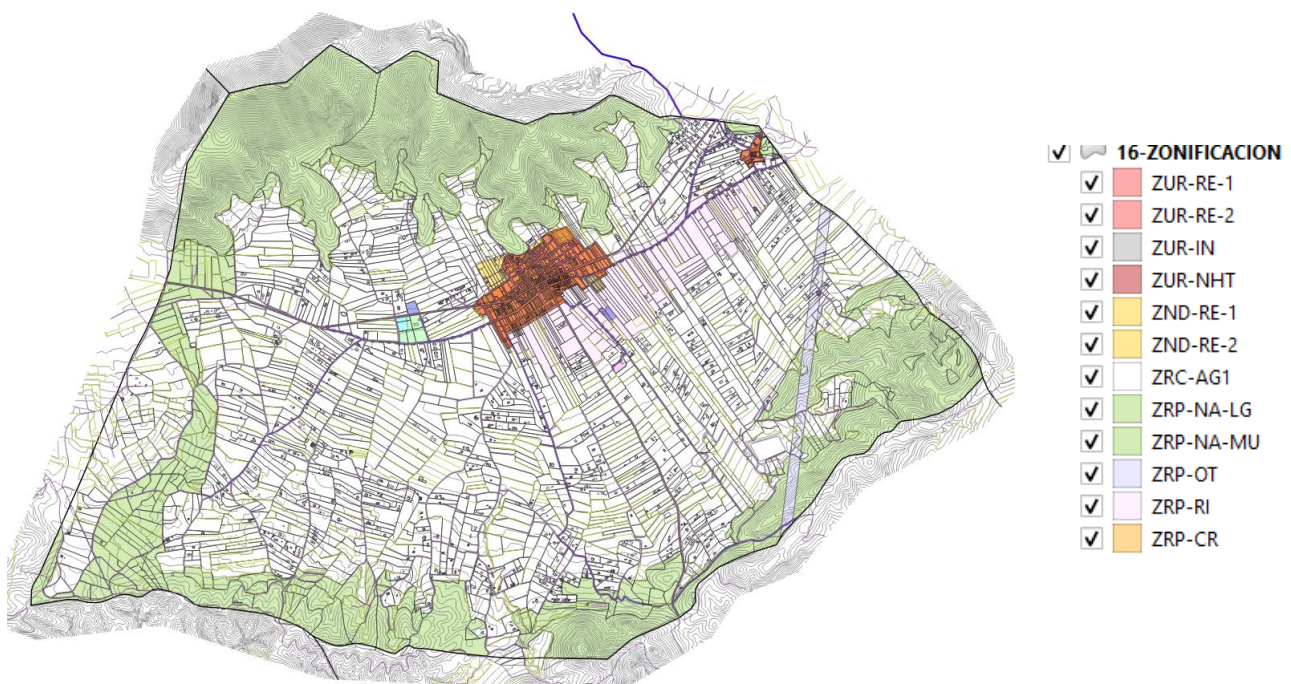 16-ZONIFICACION
ZUR-RE-1
ZUR-RE-2
ZUR-IN
ZUR-NHT
ZND-RE-1
ZND-RE-2
ZRC-AG1
ZRP-NA-LG
ZRP-NA-MU
ZRP-OT
ZRP-RI
ZRP-CR